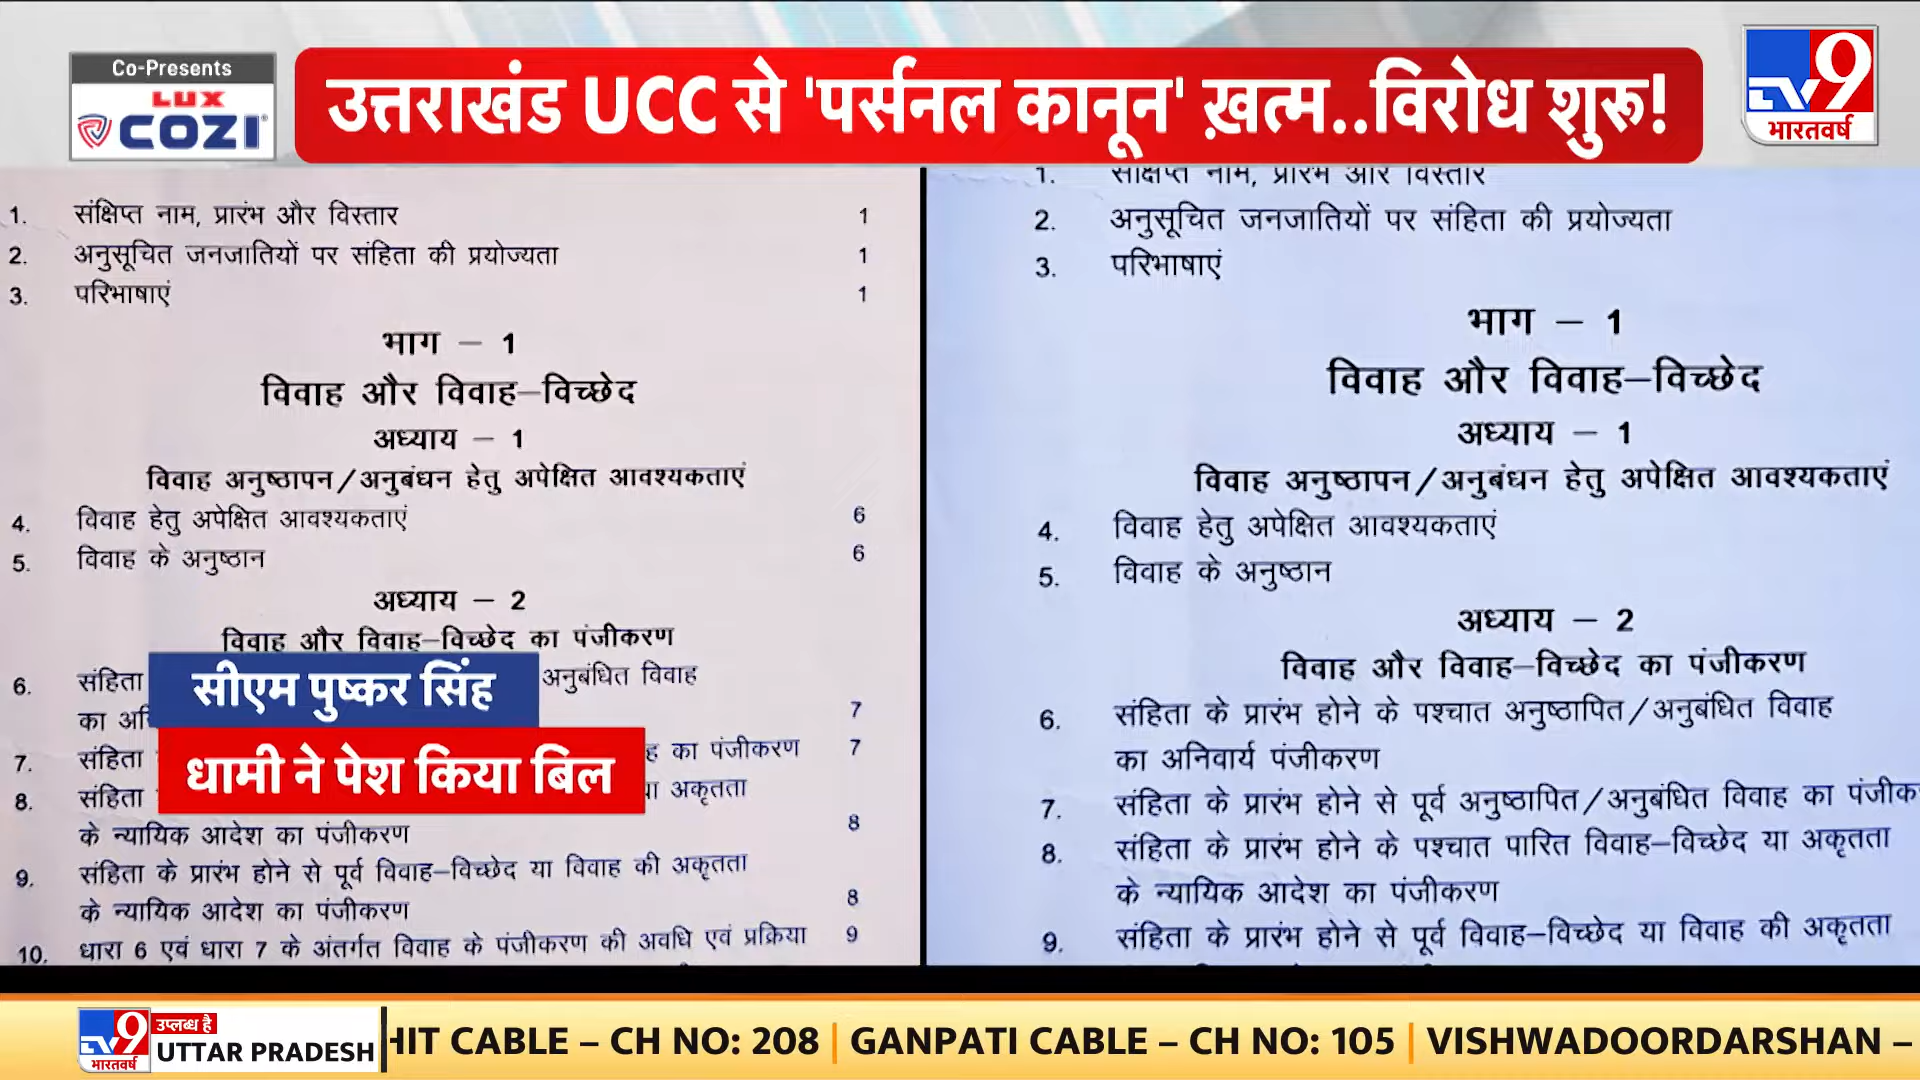 Co-Presents
LUX
COZI
उत्तराखंड UCC से 'पर्सनल कानून' ख़त्म..विरोध शुरू!
TV9
भारतवर्ष
1. संक्षिप्त नाम, प्रारंभ और विस्तार 1
2. अनुसूचित जनजातियों पर संहिता की प्रयोज्यता 1
3. परिभाषाएं 1
भाग – 1
विवाह और विवाह–विच्छेद
अध्याय – 1
विवाह अनुष्ठापन/अनुबंधन हेतु अपेक्षित आवश्यकताएं
4. विवाह हेतु अपेक्षित आवश्यकताएं 6
5. विवाह के अनुष्ठान 6
अध्याय – 2
विवाह और विवाह–विच्छेद का पंजीकरण
6. संहिता अनुबंधित विवाह
का 7
7. संहिता का पंजीकरण 7
8. संहिता अकृतता
के न्यायिक आदेश का पंजीकरण 8
9. संहिता के प्रारंभ होने से पूर्व विवाह–विच्छेद या विवाह की अकृतता
के न्यायिक आदेश का पंजीकरण 8
10. धारा 6 एवं धारा 7 के अंतर्गत विवाह के पंजीकरण की अवधि एवं प्रक्रिया 9
सीएम पुष्कर सिंह
धामी ने पेश किया बिल
1. संक्षिप्त नाम, प्रारंभ और विस्तार
2. अनुसूचित जनजातियों पर संहिता की प्रयोज्यता
3. परिभाषाएं
भाग – 1
विवाह और विवाह–विच्छेद
अध्याय – 1
विवाह अनुष्ठापन/अनुबंधन हेतु अपेक्षित आवश्यकताएं
4. विवाह हेतु अपेक्षित आवश्यकताएं
5. विवाह के अनुष्ठान
अध्याय – 2
विवाह और विवाह–विच्छेद का पंजीकरण
6. संहिता के प्रारंभ होने के पश्चात अनुष्ठापित/अनुबंधित विवाह
का अनिवार्य पंजीकरण
7. संहिता के प्रारंभ होने से पूर्व अनुष्ठापित/अनुबंधित विवाह का पंजीक
8. संहिता के प्रारंभ होने के पश्चात पारित विवाह–विच्छेद या अकृतता
के न्यायिक आदेश का पंजीकरण
9. संहिता के प्रारंभ होने से पूर्व विवाह–विच्छेद या विवाह की अकृतता
TV9 भारतवर्ष
उपलब्ध है
UTTAR PRADESH
HIT CABLE – CH NO: 208 | GANPATI CABLE – CH NO: 105 | VISHWADOORDARSHAN –